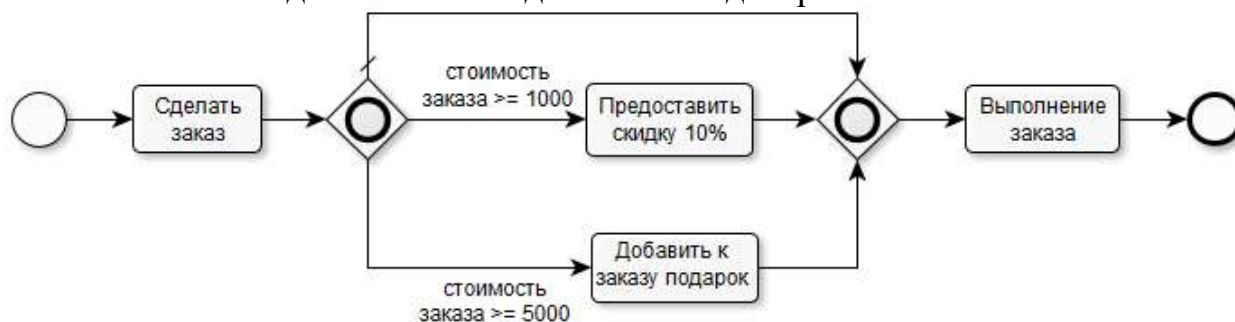 Сделать
заказ
стоимость
заказа >= 1000
Предоставить
скидку 10%
Выполнение
заказа
Добавить к
заказу подарок
стоимость
заказа >= 5000